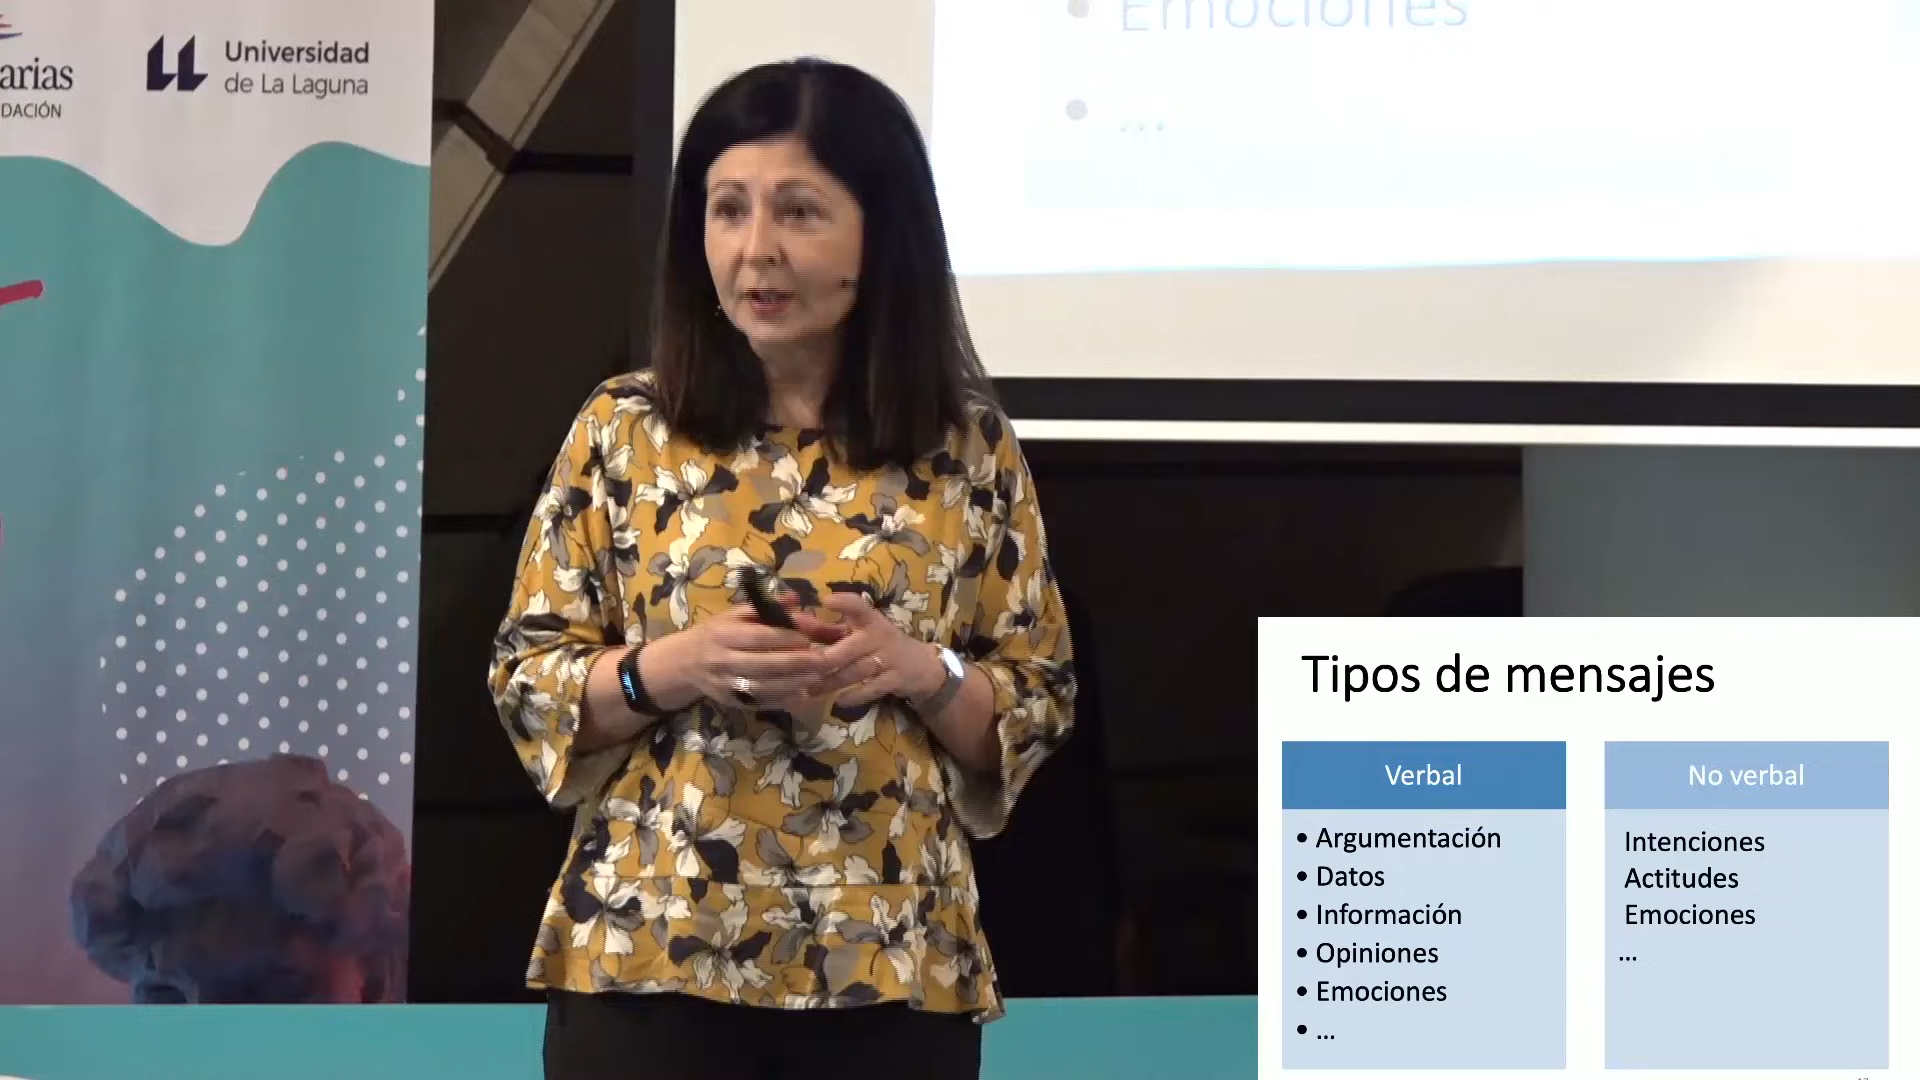 arias
DACIÓN
Universidad
de La Laguna
Emociones
...
Tipos de mensajes
Verbal
• Argumentación
• Datos
• Información
• Opiniones
• Emociones
• ...
No verbal
Intenciones
Actitudes
Emociones
...